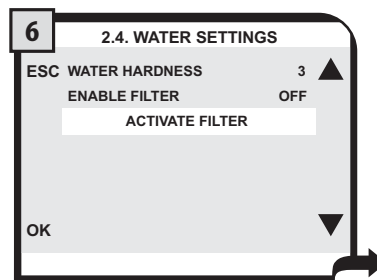 6
2.4. WATER SETTINGS
ESC WATER HARDNESS 3
ENABLE FILTER OFF
ACTIVATE FILTER
OK